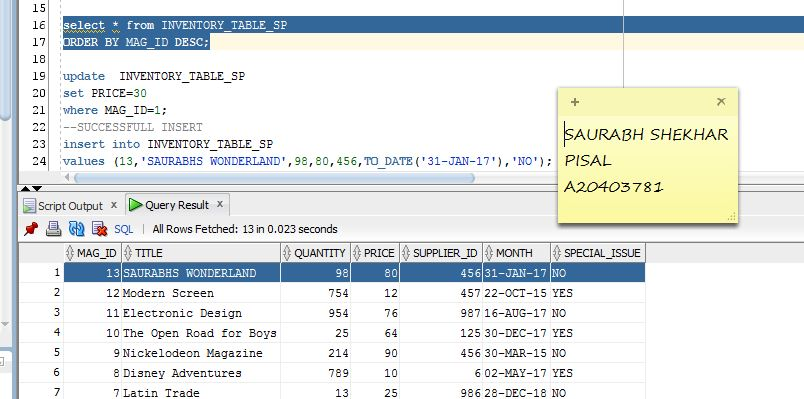 15
16 select * from INVENTORY_TABLE_SP
17 ORDER BY MAG_ID DESC;
18
19 update  INVENTORY_TABLE_SP
20 set PRICE=30
21 where MAG_ID=1;
22 --SUCCESSFULL INSERT
23 insert into INVENTORY_TABLE_SP
24 values (13,'SAURABHS WONDERLAND',98,80,456,TO_DATE('31-JAN-17'),'NO');
+ x
SAURABH SHEKHAR
PISAL
A20403781
Script Output x Query Result x
SQL | All Rows Fetched: 13 in 0.023 seconds
MAG_ID TITLE QUANTITY PRICE SUPPLIER_ID MONTH SPECIAL_ISSUE
1 13 SAURABHS WONDERLAND 98 80 456 31-JAN-17 NO
2 12 Modern Screen 754 12 457 22-OCT-15 YES
3 11 Electronic Design 954 76 987 16-AUG-17 NO
4 10 The Open Road for Boys 25 64 125 30-DEC-17 YES
5 9 Nickelodeon Magazine 214 90 456 30-MAR-15 NO
6 8 Disney Adventures 789 10 6 02-MAY-17 YES
7 7 Latin Trade 13 25 986 28-DEC-18 NO